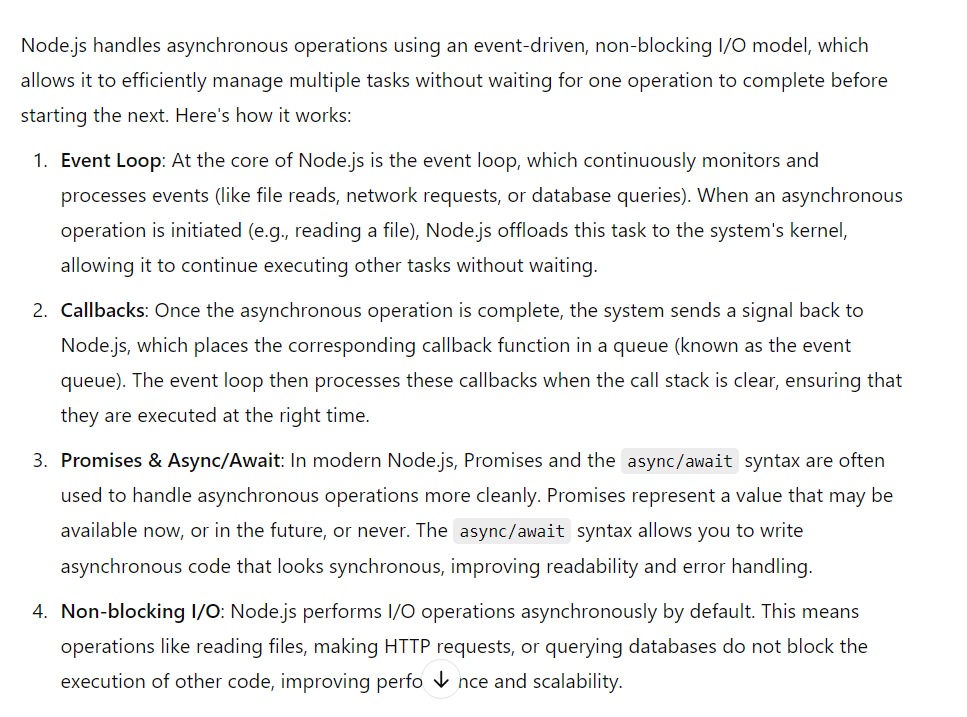 Node.js handles asynchronous operations using an event-driven, non-blocking I/O model, which
allows it to efficiently manage multiple tasks without waiting for one operation to complete before
starting the next. Here's how it works:
1. Event Loop: At the core of Node.js is the event loop, which continuously monitors and
processes events (like file reads, network requests, or database queries). When an asynchronous
operation is initiated (e.g., reading a file), Node.js offloads this task to the system's kernel,
allowing it to continue executing other tasks without waiting.
2. Callbacks: Once the asynchronous operation is complete, the system sends a signal back to
Node.js, which places the corresponding callback function in a queue (known as the event
queue). The event loop then processes these callbacks when the call stack is clear, ensuring that
they are executed at the right time.
3. Promises & Async/Await: In modern Node.js, Promises and the async/await syntax are often
used to handle asynchronous operations more cleanly. Promises represent a value that may be
available now, or in the future, or never. The async/await syntax allows you to write
asynchronous code that looks synchronous, improving readability and error handling.
4. Non-blocking I/O: Node.js performs I/O operations asynchronously by default. This means
operations like reading files, making HTTP requests, or querying databases do not block the
execution of other code, improving perfo nce and scalability.